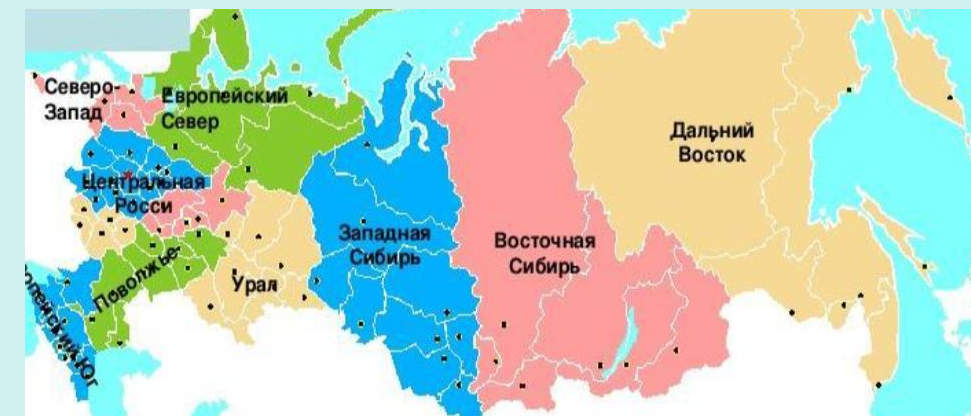 Северо-
Запад
Европейский
Север
Центральная
Росси
Поволжье
Урал
Западная
Сибирь
Восточная
Сибирь
Дальний
Восток
Юг